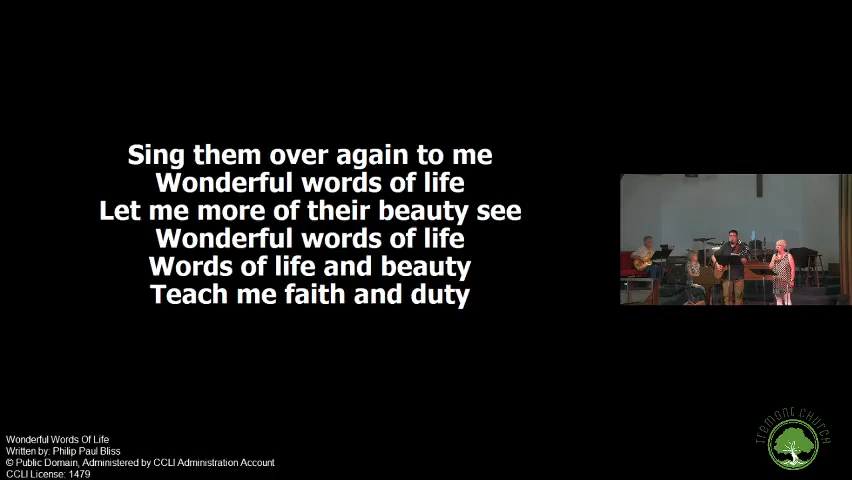 Sing them over again to me
Wonderful words of life
Let me more of their beauty see
Wonderful words of life
Words of life and beauty
Teach me faith and duty
Wonderful Words Of Life
Written by: Philip Paul Bliss
© Public Domain, Administered by CCLI Administration Account
CCLI License: 1479
TREMONT CHURCH